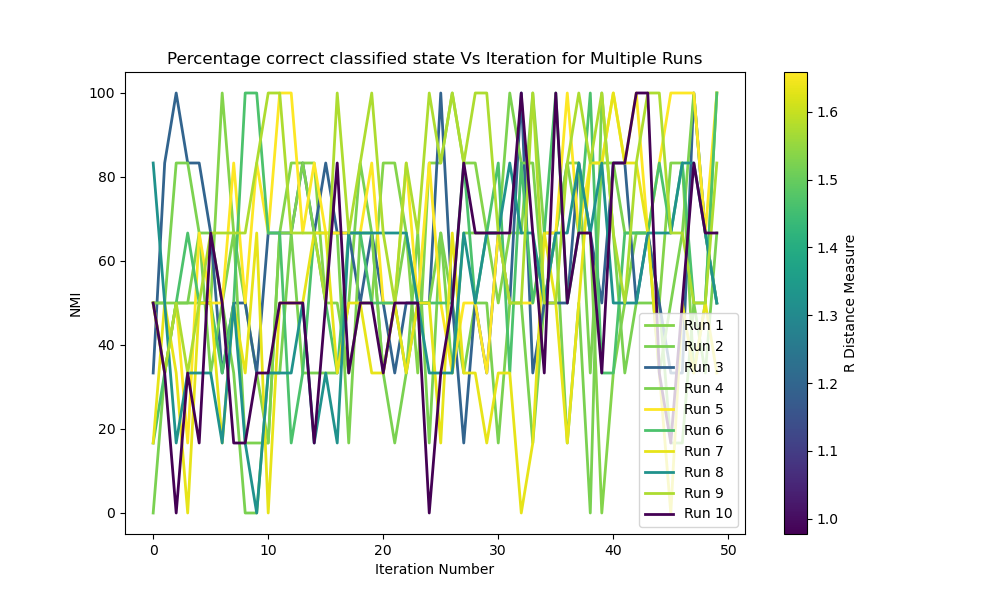 Percentage correct classified state Vs Iteration for Multiple Runs
NMI
100
80
60
40
20
0
0 10 20 30 40 50
Iteration Number
Run 1
Run 2
Run 3
Run 4
Run 5
Run 6
Run 7
Run 8
Run 9
Run 10
1.6
1.5
1.4
1.3
1.2
1.1
1.0
R Distance Measure